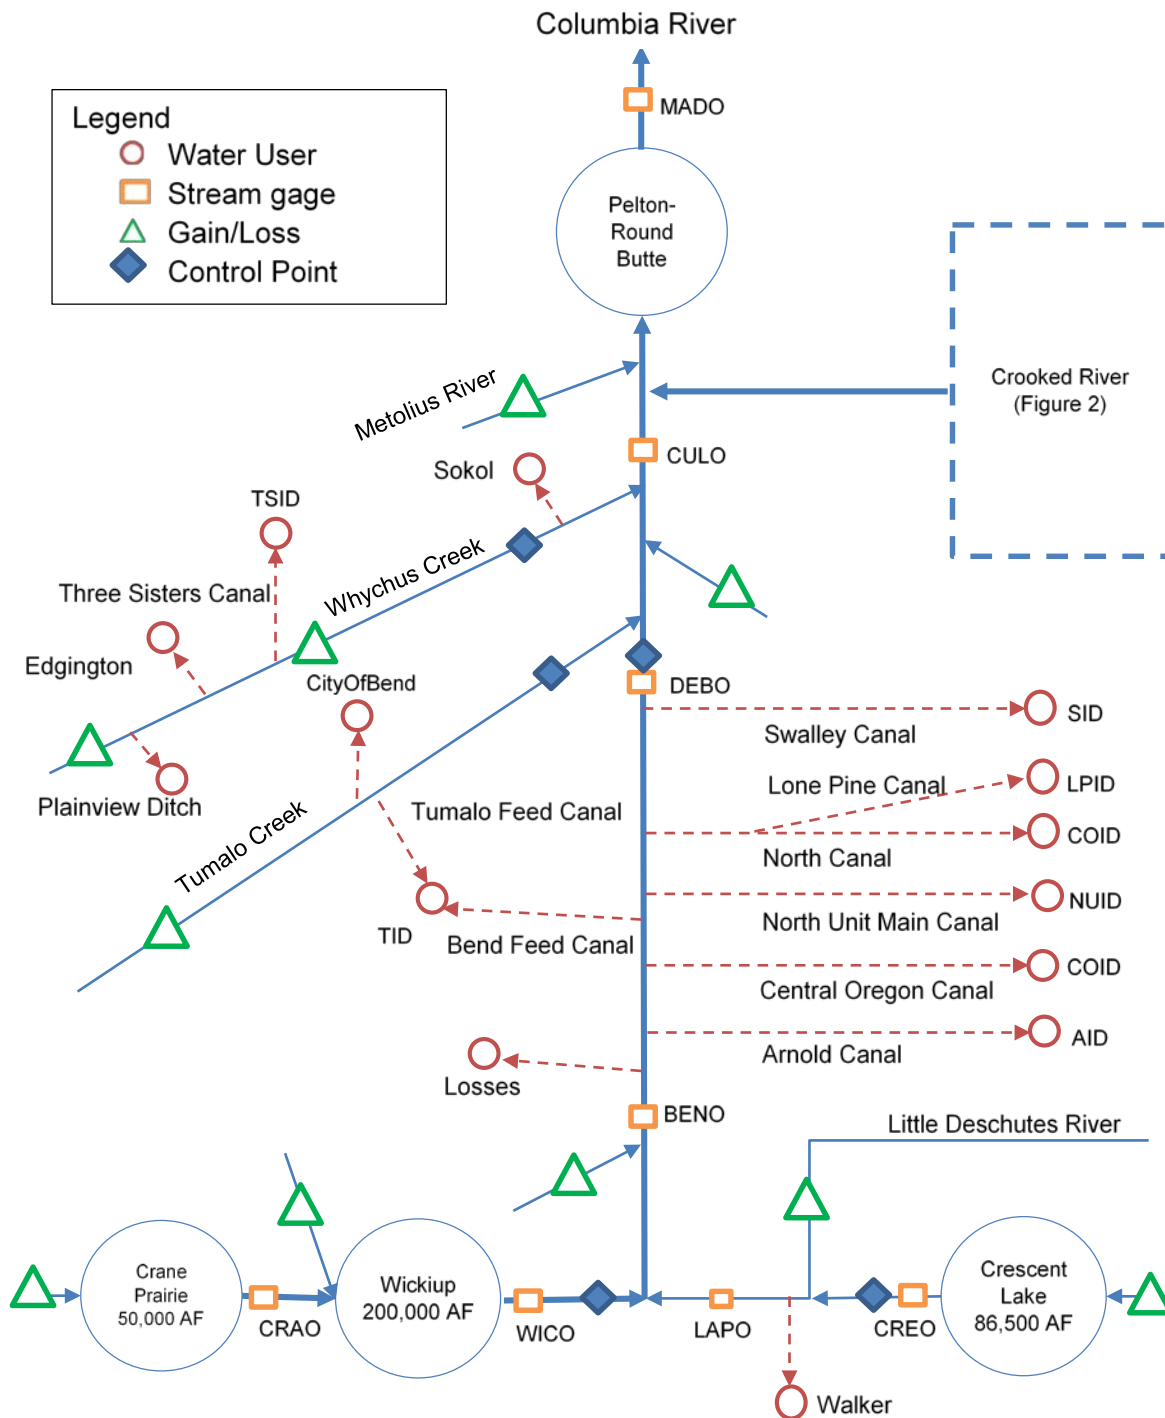 Columbia River
MADO
Legend
Water User
Stream gage
Gain/Loss
Control Point
Pelton-
Round
Butte
Crooked River
(Figure 2)
Metolius River
CULO
Sokol
TSID
Whychus Creek
Three Sisters Canal
Edgington
CityOfBend
DEBO
SID
Swalley Canal
Plainview Ditch
Lone Pine Canal
LPID
Tumalo Feed Canal
COID
North Canal
Tumalo Creek
NUID
North Unit Main Canal
TID
Bend Feed Canal
COID
Central Oregon Canal
AID
Arnold Canal
Losses
BENO
Little Deschutes River
Crane
Prairie
50,000 AF
CRAO
Wickiup
200,000 AF
WICO
LAPO
CREO
Crescent
Lake
86,500 AF
Walker